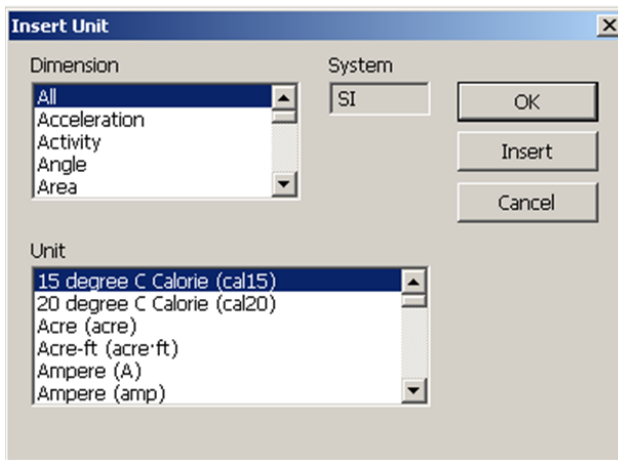 Insert Unit
Dimension
All
Acceleration
Activity
Angle
Area
System
SI
OK
Insert
Cancel
Unit
15 degree C Calorie (cal15)
20 degree C Calorie (cal20)
Acre (acre)
Acre-ft (acre·ft)
Ampere (A)
Ampere (amp)